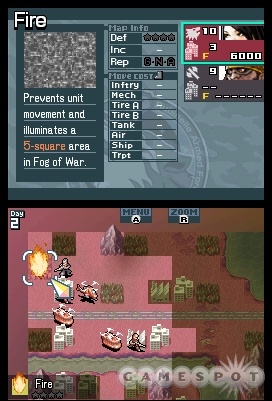 Fire
Map Info
Def
Inc –
Rep G·N·A
Move cost
Infty –
Mech –
Tire A –
Tire B –
Tank –
Air –
Ship –
Trpt –
Prevents unit
movement and
illuminates a
5-square area
in Fog of War.
10
3
F 6000
9
--
F ------
Day
2
MENU
A
ZOOM
R
Fire
GAMESPOT